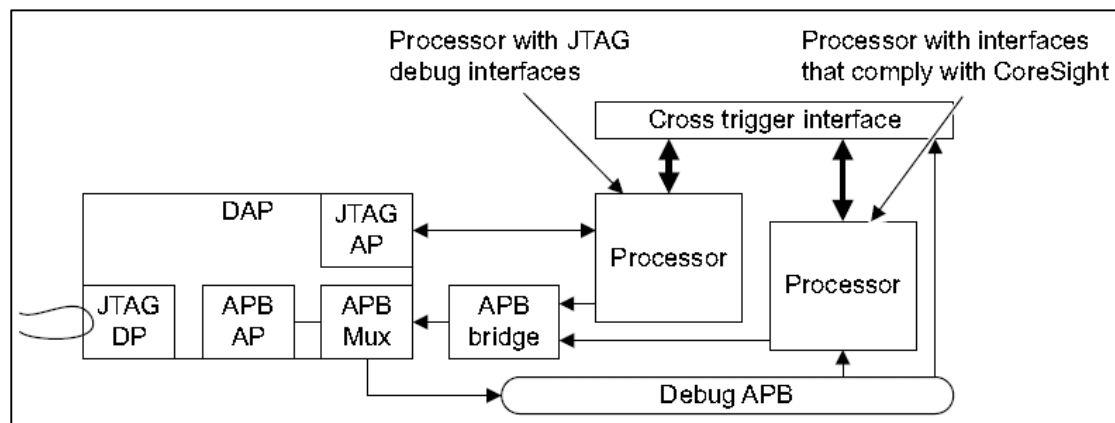 Processor with JTAG
debug interfaces
Processor with interfaces
that comply with CoreSight
Cross trigger interface
DAP
JTAG
AP
Processor
Processor
JTAG
DP
APB
AP
APB
Mux
APB
bridge
Debug APB